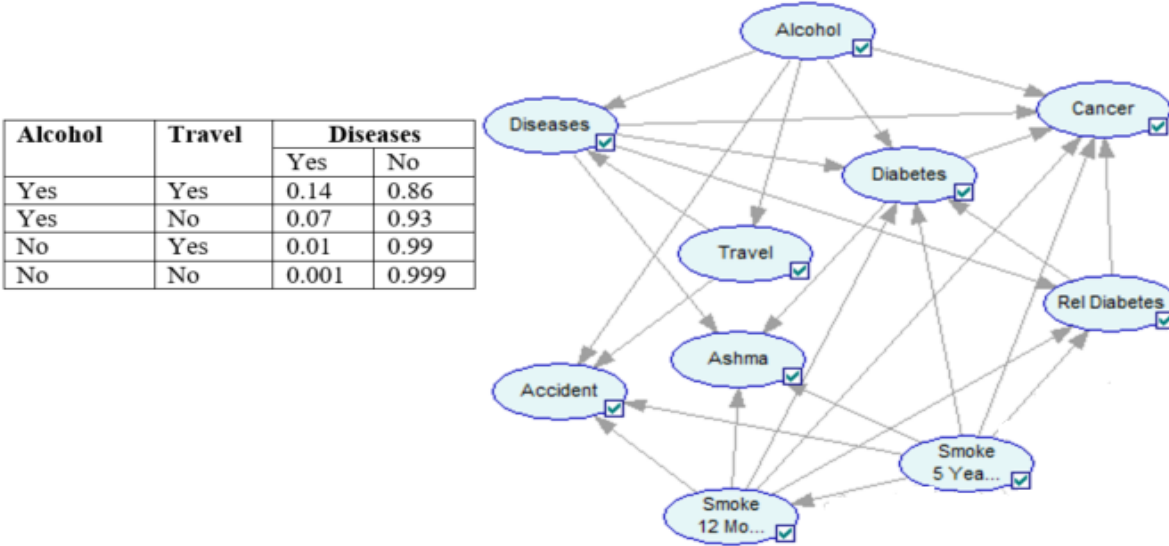 Alcohol Travel Diseases
Yes No
Yes Yes 0.14 0.86
Yes No 0.07 0.93
No Yes 0.01 0.99
No No 0.001 0.999
Alcohol
Cancer
Diseases
Diabetes
Travel
Rel Diabetes
Ashma
Accident
Smoke
5 Yea...
Smoke
12 Mo...